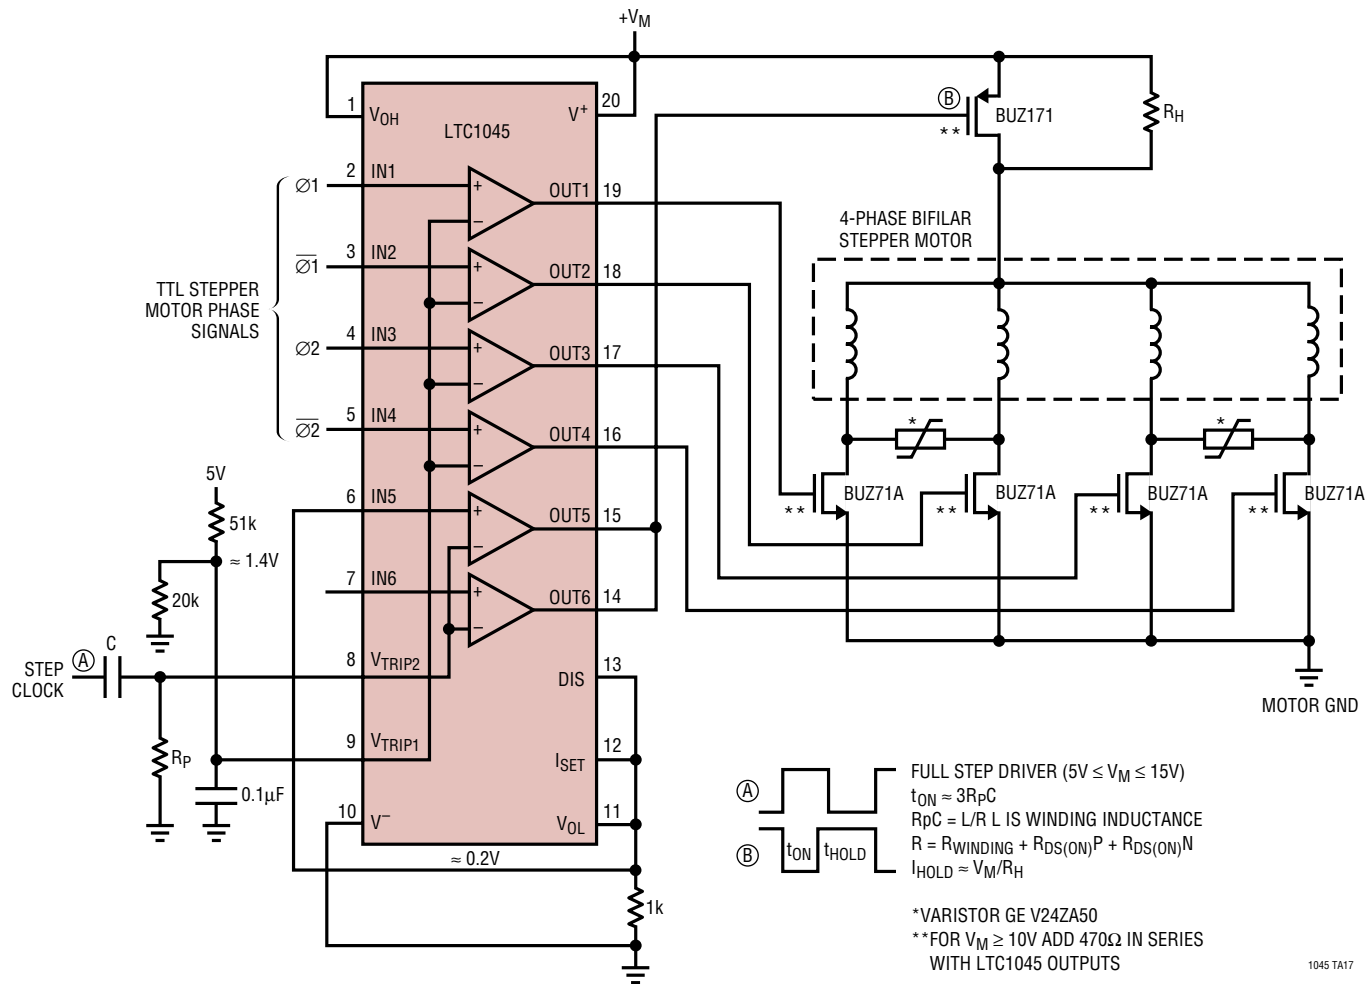 +VM
1
VOH
LTC1045
V+
20
Ⓑ
**
BUZ171
RH
∅1
2
IN1
+
−
OUT1
19
∅1
3
IN2
+
−
OUT2
18
TTL STEPPER
MOTOR PHASE
SIGNALS
∅2
4
IN3
+
−
OUT3
17
∅2
5
IN4
+
−
OUT4
16
4-PHASE BIFILAR
STEPPER MOTOR
*
*
** BUZ71A
** BUZ71A
** BUZ71A
** BUZ71A
5V
51k
≈ 1.4V
20k
6
IN5
+
−
OUT5
15
7
IN6
+
−
OUT6
14
STEP
CLOCK
Ⓐ
C
8
VTRIP2
DIS
13
RP
9
VTRIP1
ISET
12
0.1µF
10
V−
VOL
11
≈ 0.2V
1k
MOTOR GND
Ⓐ
Ⓑ
tON
tHOLD
FULL STEP DRIVER (5V ≤ VM ≤ 15V)
tON ≈ 3RPC
RpC = L/R L IS WINDING INDUCTANCE
R = RWINDING + RDS(ON)P + RDS(ON)N
IHOLD ≈ VM/RH
*VARISTOR GE V24ZA50
**FOR VM ≥ 10V ADD 470Ω IN SERIES
WITH LTC1045 OUTPUTS
1045 TA17